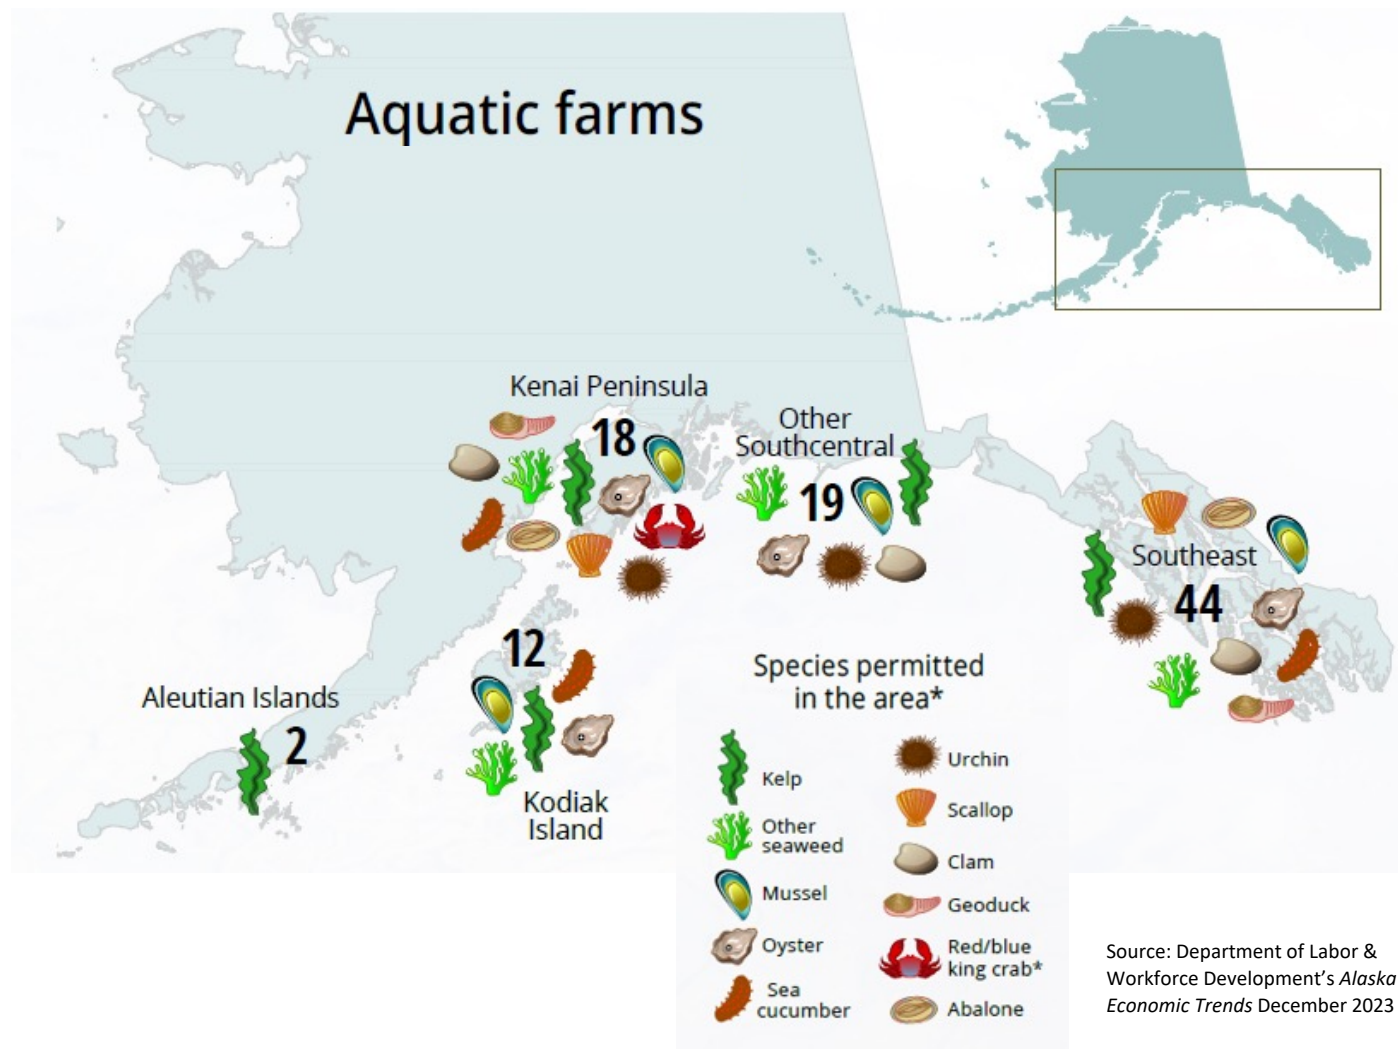 Aquatic farms
Kenai Peninsula
18
Other
Southcentral
19
Southeast
44
12
Kodiak
Island
Aleutian Islands
2
Species permitted
in the area*
Kelp
Other
seaweed
Mussel
Oyster
Sea
cucumber
Urchin
Scallop
Clam
Geoduck
Red/blue
king crab*
Abalone
Source: Department of Labor &
Workforce Development’s Alaska
Economic Trends December 2023